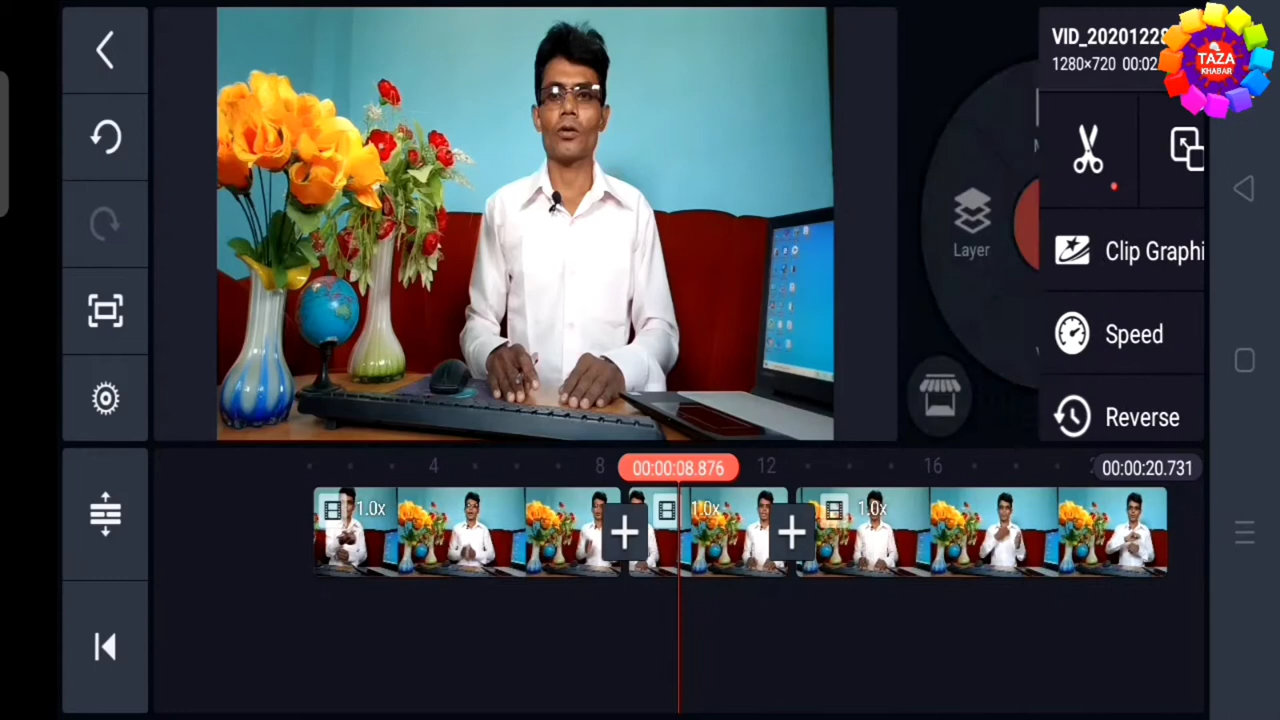 VID_20201228
1280×720 00:02
TAZA
KHABAR
Layer
Clip Graphi
Speed
Reverse
4
8
00:00:08.876
12
16
00:00:20.731
1.0x
1.0x
1.0x